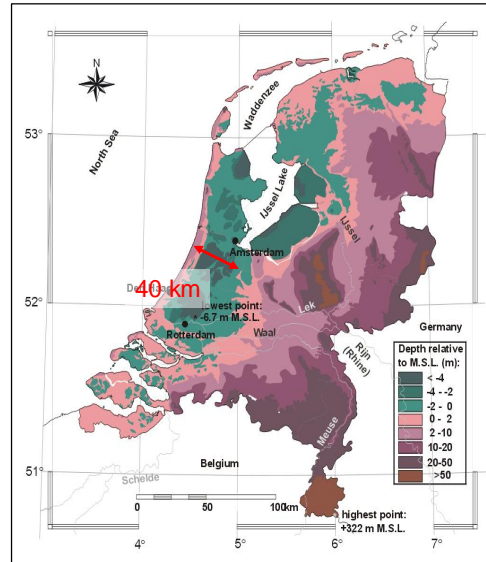 N
53°
52°
51°
North Sea
Waddenzee
IJssel Lake
IJssel
IJ
Amsterdam
40 km
lowest point:
-6.7 m M.S.L.
Rotterdam
Lek
Waal
Rijn
(Rhine)
Germany
Meuse
Belgium
Schelde
Depth relative
to M.S.L. (m):
< -4
-4 - -2
-2 - 0
0 - 2
2 -10
10-20
20-50
>50
0
50
100km
highest point:
+322 m M.S.L.
4°
5°
6°
7°